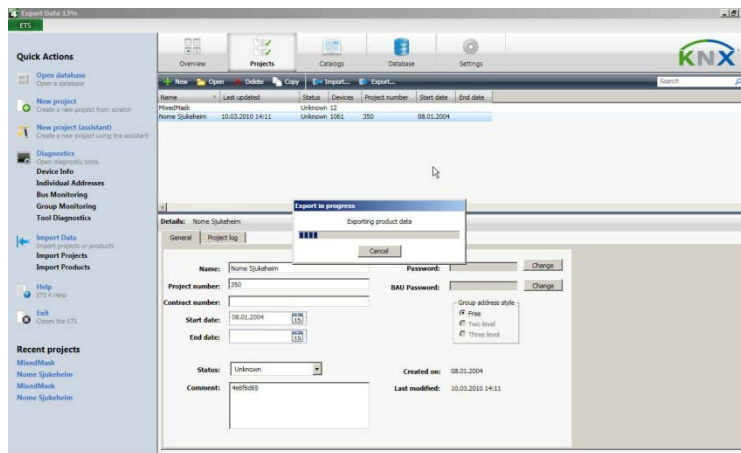 Export Data 13%
ETS
Quick Actions
Open database
Open a database
New project
Create a new project from scratch
New project (assistant)
Create a new project using the assistant
Diagnostics
Open diagnostic tools
Device Info
Individual Addresses
Bus Monitoring
Group Monitoring
Tool Diagnostics
Import Data
Import projects or products
Import Projects
Import Products
Help
ETS 4 Help
Exit
Closes the ETS
Recent projects
MixedMask
Nome Sjukeheim
MixedMask
Nome Sjukeheim
Overview Projects Catalogs Database Settings
KNX
New Open Delete Copy Import... Export... Search
Name Last updated Status Devices Project number Start date End date
MixedMask Unknown 12
Nome Sjukeheim 10.03.2010 14:11 Unknown 1061 350 08.01.2004
Export in progress
Exporting product data
Cancel
Details: Nome Sjukeheim
General Project log
Name: Nome Sjukeheim Password: Change
Project number: 350 BAU Password: Change
Contract number: Group address style
Start date: 08.01.2004 15 Free
Two level
End date: 15 Three level
Status: Unknown Created on: 08.01.2004
Comment: 4e6f6d65 Last modified: 10.03.2010 14:11